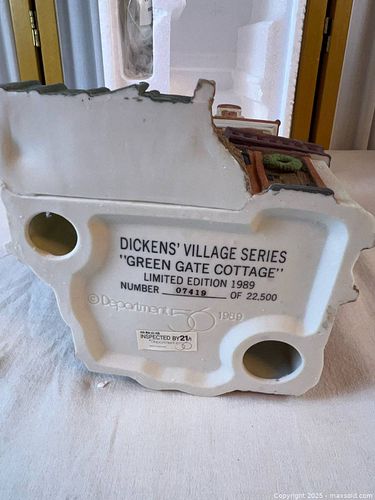 DICKENS' VILLAGE SERIES
"GREEN GATE COTTAGE"
LIMITED EDITION 1989
NUMBER 07419 OF 22,500
© Department 56 1989
INSPECTED BY 21
Copyright 2025 - maxsold.com